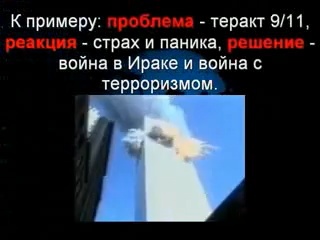 К примеру: проблема - теракт 9/11,
реакция - страх и паника, решение -
война в Ираке и война с
терроризмом.